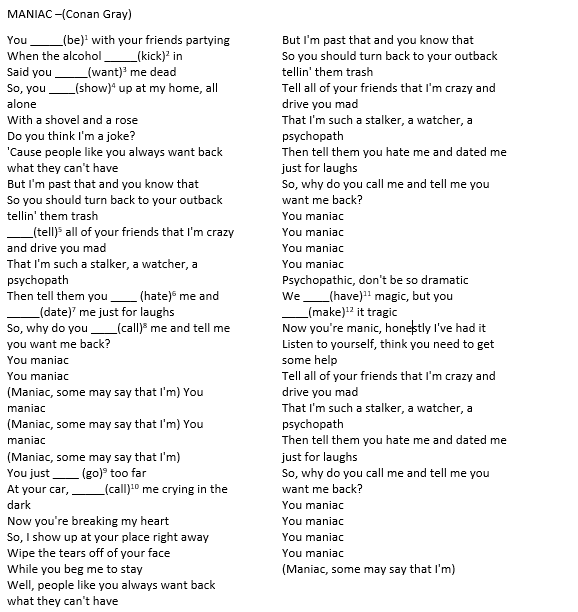 MANIAC –(Conan Gray)
You _____(be)¹ with your friends partying
When the alcohol _____(kick)² in
Said you _____(want)³ me dead
So, you ____(show)⁴ up at my home, all
alone
With a shovel and a rose
Do you think I'm a joke?
'Cause people like you always want back
what they can't have
But I'm past that and you know that
So you should turn back to your outback
tellin' them trash
____(tell)⁵ all of your friends that I'm crazy
and drive you mad
That I'm such a stalker, a watcher, a
psychopath
Then tell them you ____ (hate)⁶ me and
_____(date)⁷ me just for laughs
So, why do you ____(call)⁸ me and tell me
you want me back?
You maniac
You maniac
(Maniac, some may say that I'm) You
maniac
(Maniac, some may say that I'm) You
maniac
(Maniac, some may say that I'm)
You just ____ (go)⁹ too far
At your car, _____(call)¹⁰ me crying in the
dark
Now you're breaking my heart
So, I show up at your place right away
Wipe the tears off of your face
While you beg me to stay
Well, people like you always want back
what they can't have
But I'm past that and you know that
So you should turn back to your outback
tellin' them trash
Tell all of your friends that I'm crazy and
drive you mad
That I'm such a stalker, a watcher, a
psychopath
Then tell them you hate me and dated me
just for laughs
So, why do you call me and tell me you
want me back?
You maniac
You maniac
You maniac
You maniac
Psychopathic, don't be so dramatic
We ____(have)¹¹ magic, but you
____(make)¹² it tragic
Now you're manic, honestly I've had it
Listen to yourself, think you need to get
some help
Tell all of your friends that I'm crazy and
drive you mad
That I'm such a stalker, a watcher, a
psychopath
Then tell them you hate me and dated me
just for laughs
So, why do you call me and tell me you
want me back?
You maniac
You maniac
You maniac
You maniac
(Maniac, some may say that I'm)